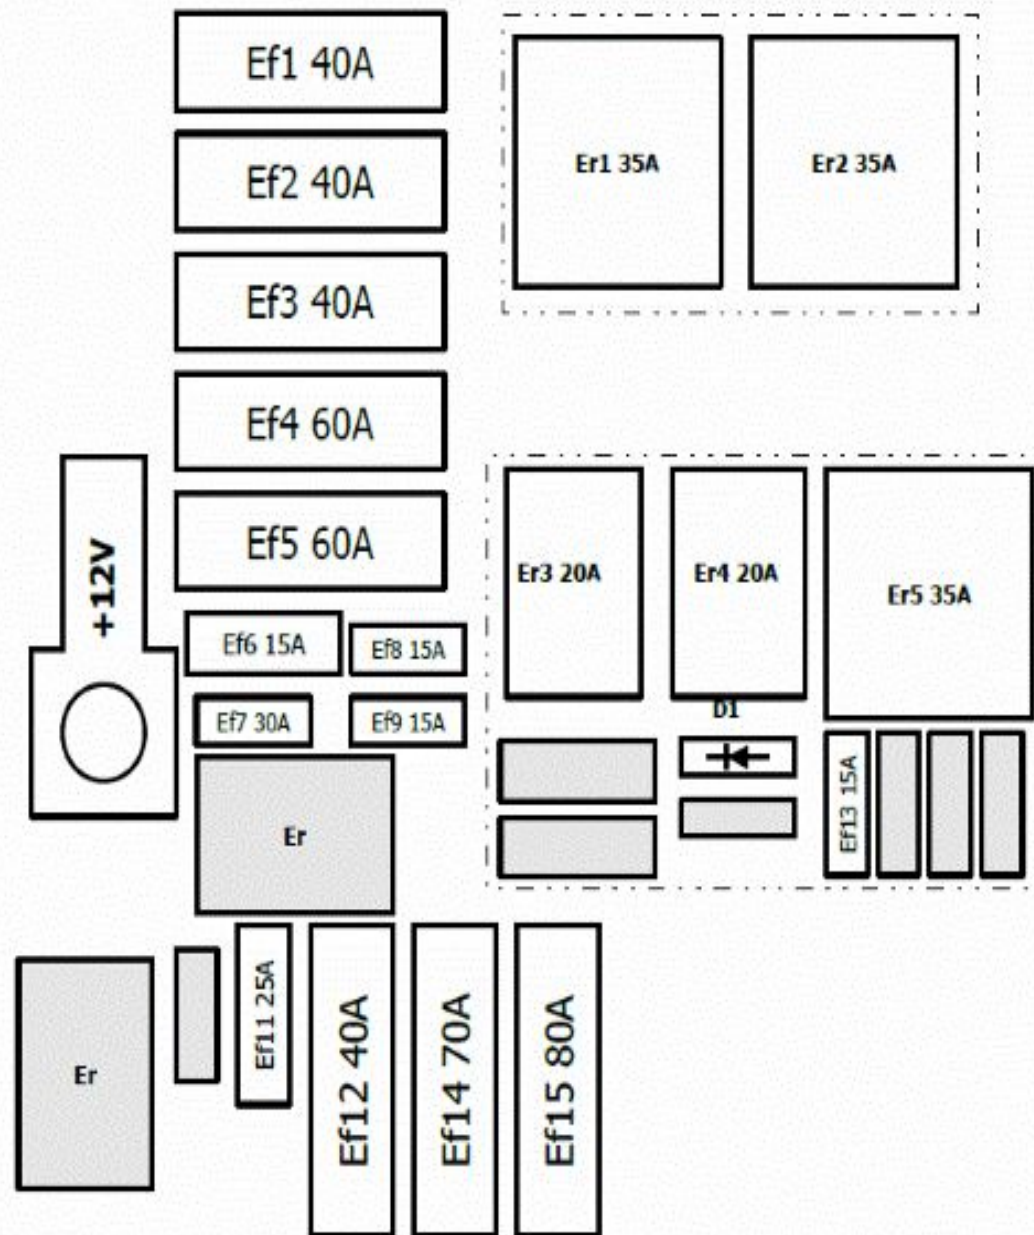 Ef1 40A
Ef2 40A
Ef3 40A
Ef4 60A
Ef5 60A
+12V
Ef6 15A
Ef8 15A
Ef7 30A
Ef9 15A
Er
Er1 35A
Er2 35A
Er3 20A
Er4 20A
Er5 35A
D1
Ef13 15A
Er
Ef11 25A
Ef12 40A
Ef14 70A
Ef15 80A